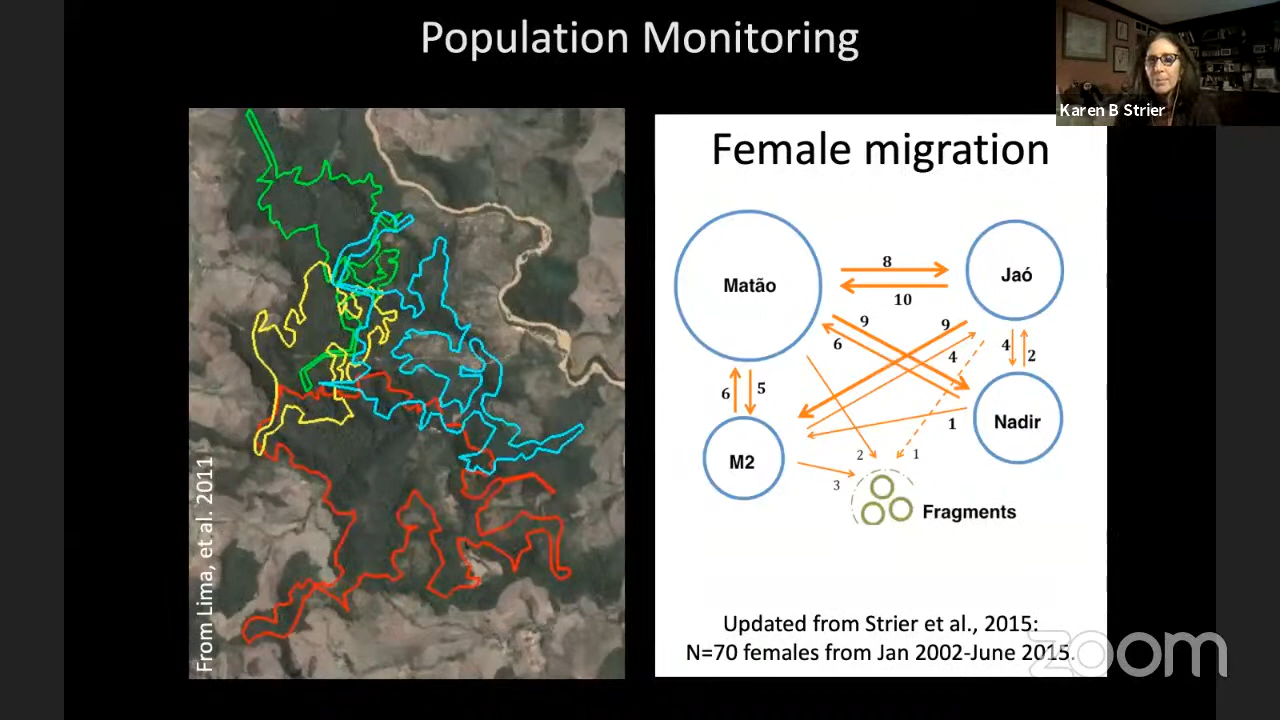 Population Monitoring
Karen B Strier
From Lima, et al. 2011
Female migration
Matão
8
10
Jaó
9
6
9
4
4
2
6
5
1
Nadir
M2
2
1
3
Fragments
Updated from Strier et al., 2015:
N=70 females from Jan 2002-June 2015.
zoom